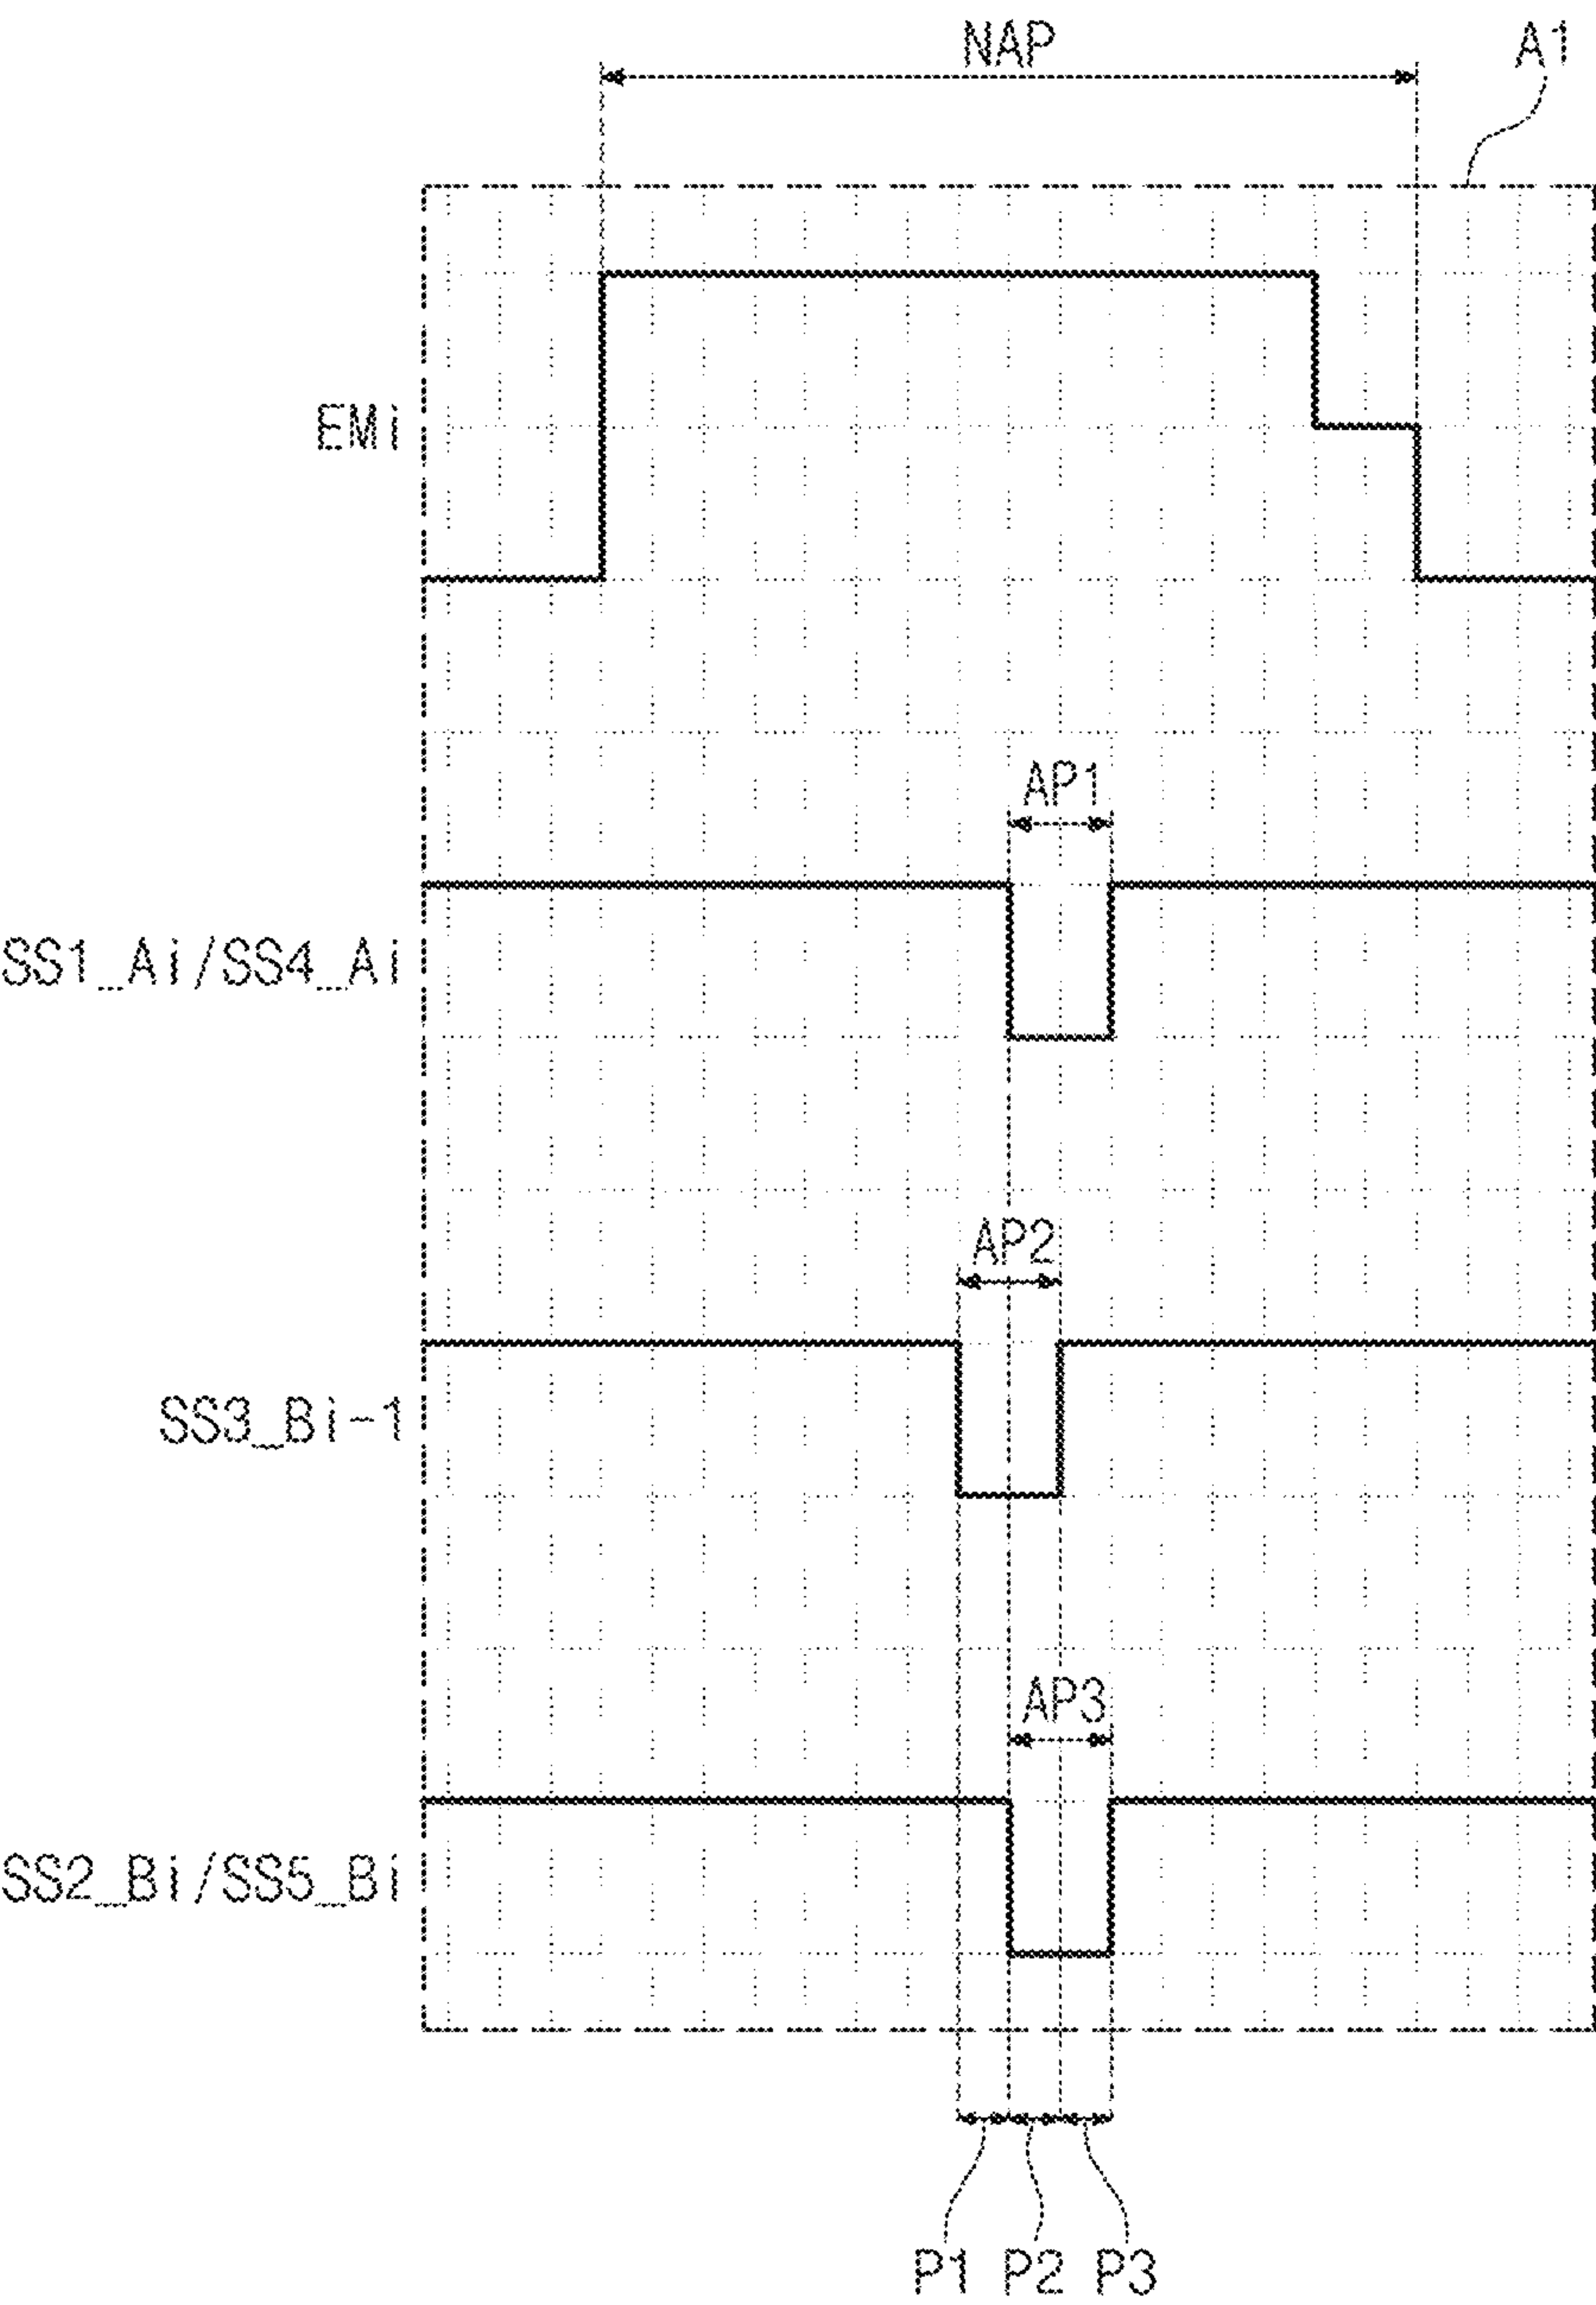 NAP A1
EMi
AP1
SS1_Ai/SS4_Ai
AP2
SS3_Bi-1
AP3
SS2_Bi/SS5_Bi
P1 P2 P3